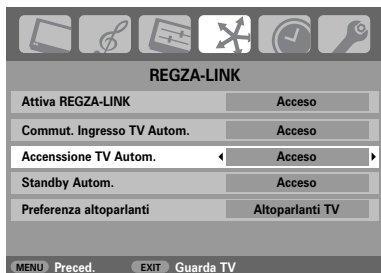 REGZA-LINK
Attiva REGZA-LINK Acceso
Commut. Ingresso TV Autom. Acceso
Accenssione TV Autom. Acceso
Standby Autom. Acceso
Preferenza altoparlanti Altoparlanti TV
MENU Preced. EXIT Guarda TV